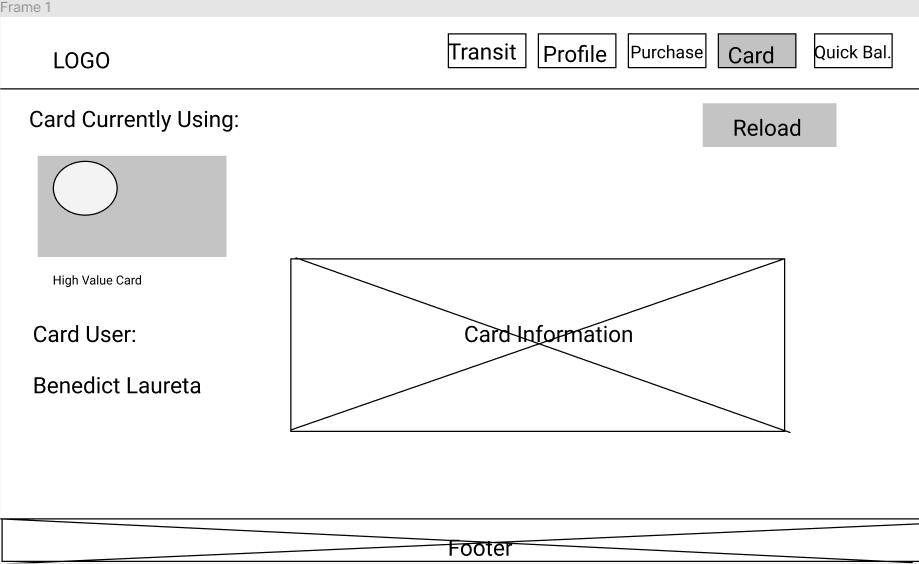 Frame 1
LOGO
Transit
Profile
Purchase
Card
Quick Bal.
Card Currently Using:
Reload
High Value Card
Card User:
Card Information
Benedict Laureta
Footer